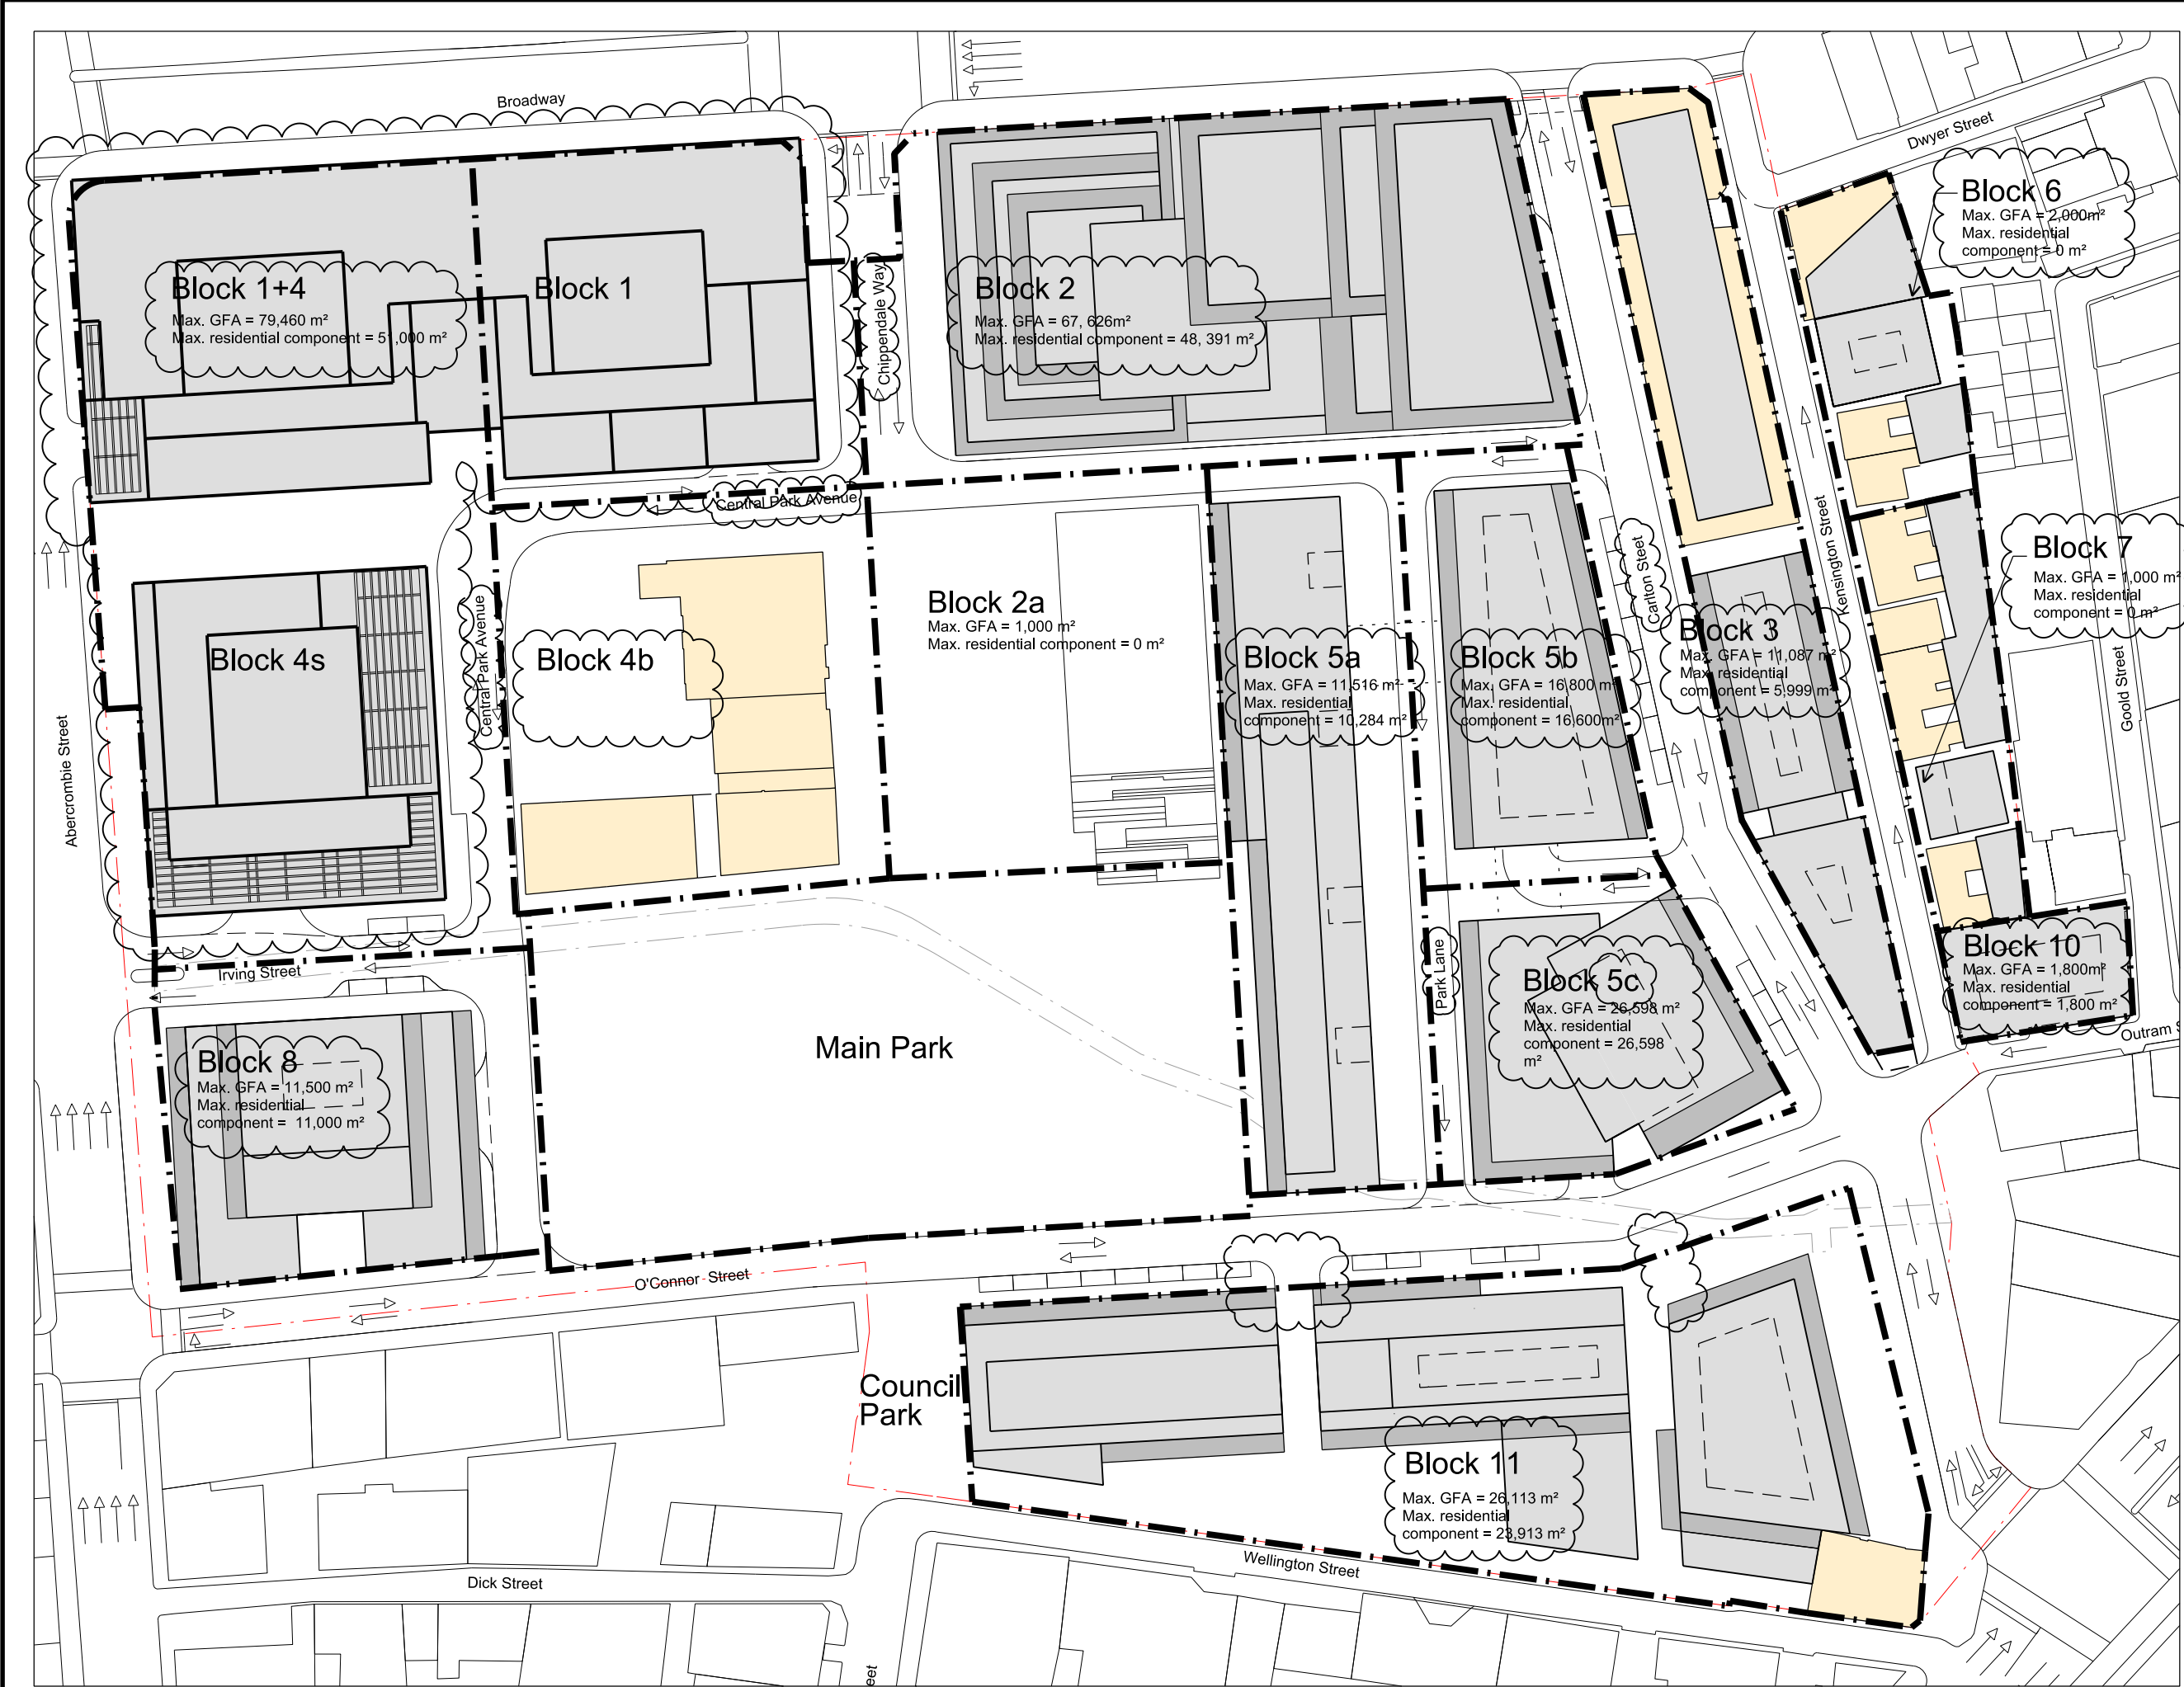 Broadway
Dwyer Street
Block 6
Max. GFA = 2,000m²
Max. residential
component = 0 m²
Block 1+4
Max. GFA = 79,460 m²
Max. residential component = 51,000 m²
Block 1
Chippendale Way
Block 2
Max. GFA = 67, 626m²
Max. residential component = 48, 391 m²
Central Park Avenue
Kensington Street
Block 7
Max. GFA = 1,000 m²
Max. residential
component = 0 m²
Carlton Steet
Goold Street
Block 4s
Central Park Avenue
Block 4b
Block 2a
Max. GFA = 1,000 m²
Max. residential component = 0 m²
Block 5a
Max. GFA = 11,516 m²
Max. residential
component = 10,284 m²
Block 5b
Max. GFA = 16,800 m²
Max. residential
component = 16,600m²
Block 3
Max. GFA = 11,087 m²
Max. residential
component = 5,999 m²
Abercrombie Street
Irving Street
Park Lane
Block 5c
Max. GFA = 26,598 m²
Max. residential
component = 26,598
m²
Block 10
Max. GFA = 1,800m²
Max. residential
component = 1,800 m²
Outram S
Main Park
Block 8
Max. GFA = 11,500 m²
Max. residential
component = 11,000 m²
O'Connor Street
Council
Park
Block 11
Max. GFA = 26,113 m²
Max. residential
component = 23,913 m²
Wellington Street
Dick Street
eet